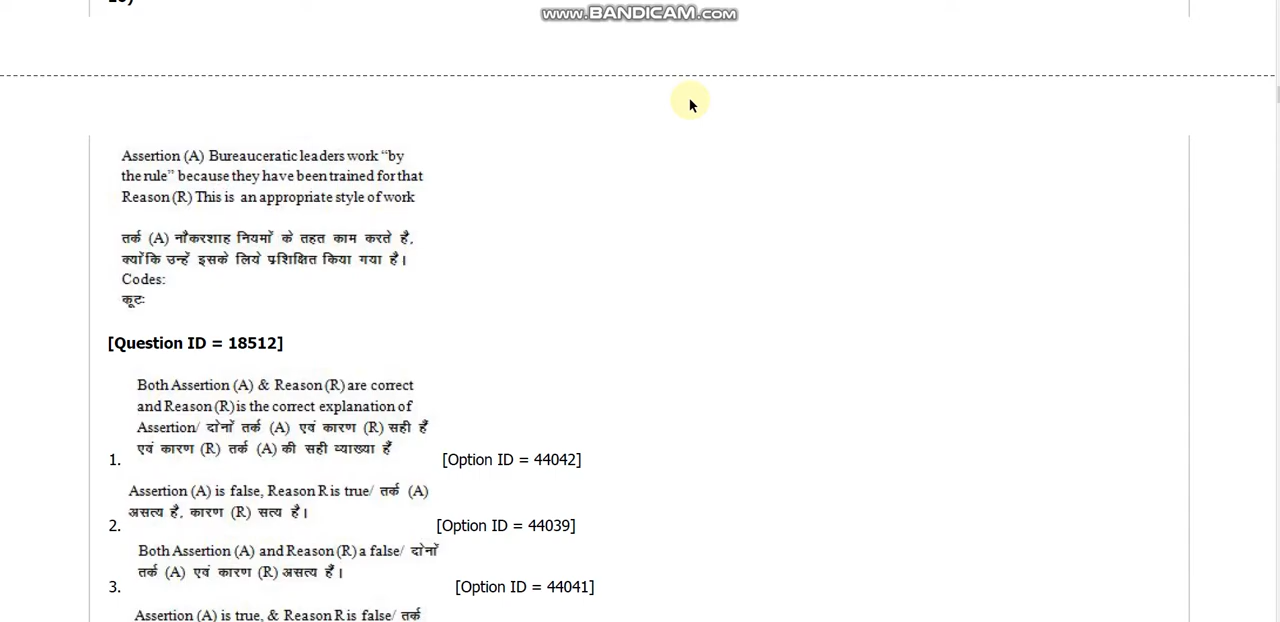 www.BANDICAM.com
Assertion (A) Bureauceratic leaders work “by
the rule” because they have been trained for that
Reason (R) This is an appropriate style of work
तर्क (A) नौकरशाह नियमों के तहत काम करते है,
क्योंकि उन्हें इसके लिये प्रशिक्षित किया गया है।
Codes:
कूटः
[Question ID = 18512]
Both Assertion (A) & Reason (R) are correct
and Reason (R) is the correct explanation of
Assertion/ दोनों तर्क (A) एवं कारण (R) सही हैं
एवं कारण (R) तर्क (A) की सही व्याख्या हैं
1. [Option ID = 44042]
Assertion (A) is false, Reason R is true/ तर्क (A)
असत्य है, कारण (R) सत्य है।
2. [Option ID = 44039]
Both Assertion (A) and Reason (R) a false/ दोनों
तर्क (A) एवं कारण (R) असत्य हैं।
3. [Option ID = 44041]
Assertion (A) is true, & Reason R is false/ तर्क